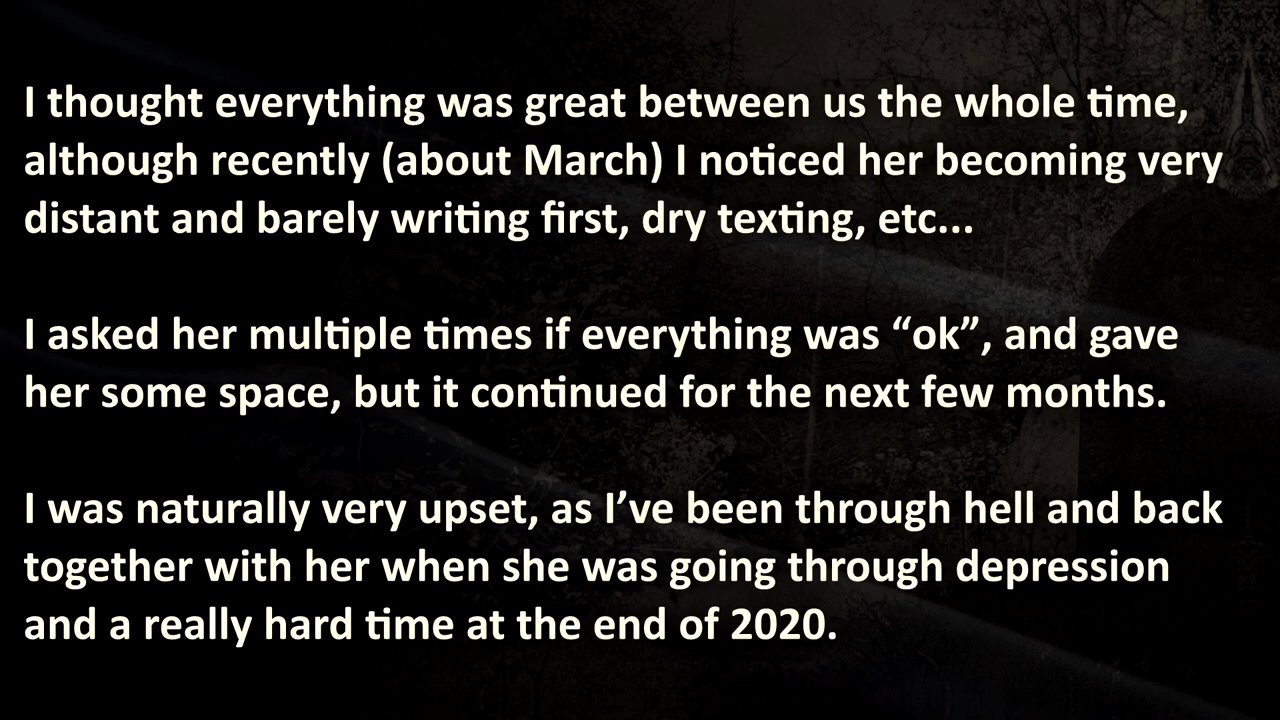 I thought everything was great between us the whole time,
although recently (about March) I noticed her becoming very
distant and barely writing first, dry texting, etc...
I asked her multiple times if everything was “ok”, and gave
her some space, but it continued for the next few months.
I was naturally very upset, as I’ve been through hell and back
together with her when she was going through depression
and a really hard time at the end of 2020.